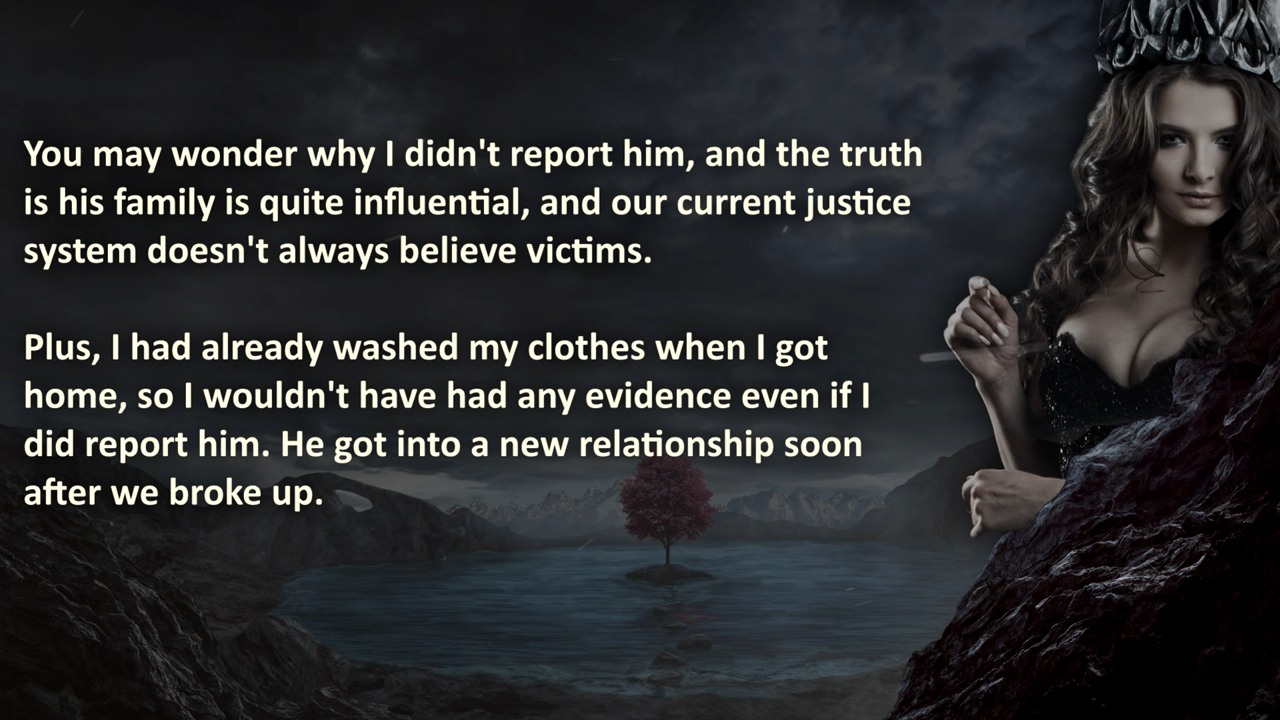 You may wonder why I didn't report him, and the truth
is his family is quite influential, and our current justice
system doesn't always believe victims.
Plus, I had already washed my clothes when I got
home, so I wouldn't have had any evidence even if I
did report him. He got into a new relationship soon
after we broke up.